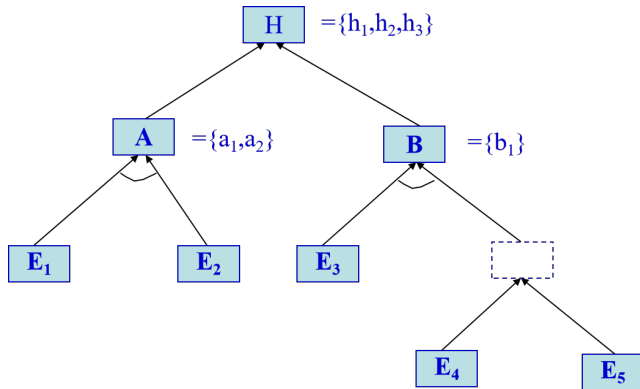 H ={h₁,h₂,h₃}
A ={a₁,a₂} B ={b₁}
E₁ E₂ E₃
E₄ E₅